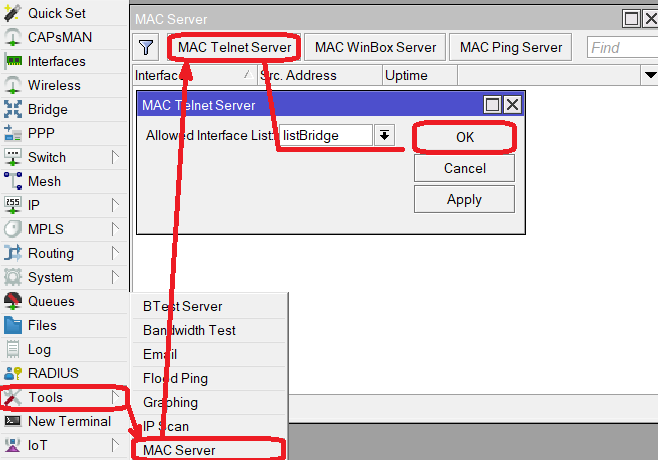 Quick Set
CAPsMAN
Interfaces
Wireless
Bridge
PPP
Switch
Mesh
255
IP
MPLS
Routing
System
Queues
Files
Log
RADIUS
Tools
New Terminal
IoT
BTest Server
Bandwidth Test
Email
Flood Ping
Graphing
IP Scan
MAC Server
MAC Server
MAC Telnet Server MAC WinBox Server MAC Ping Server Find
Interface Src. Address Uptime
MAC Telnet Server
Allowed Interface List: listBridge OK
Cancel
Apply